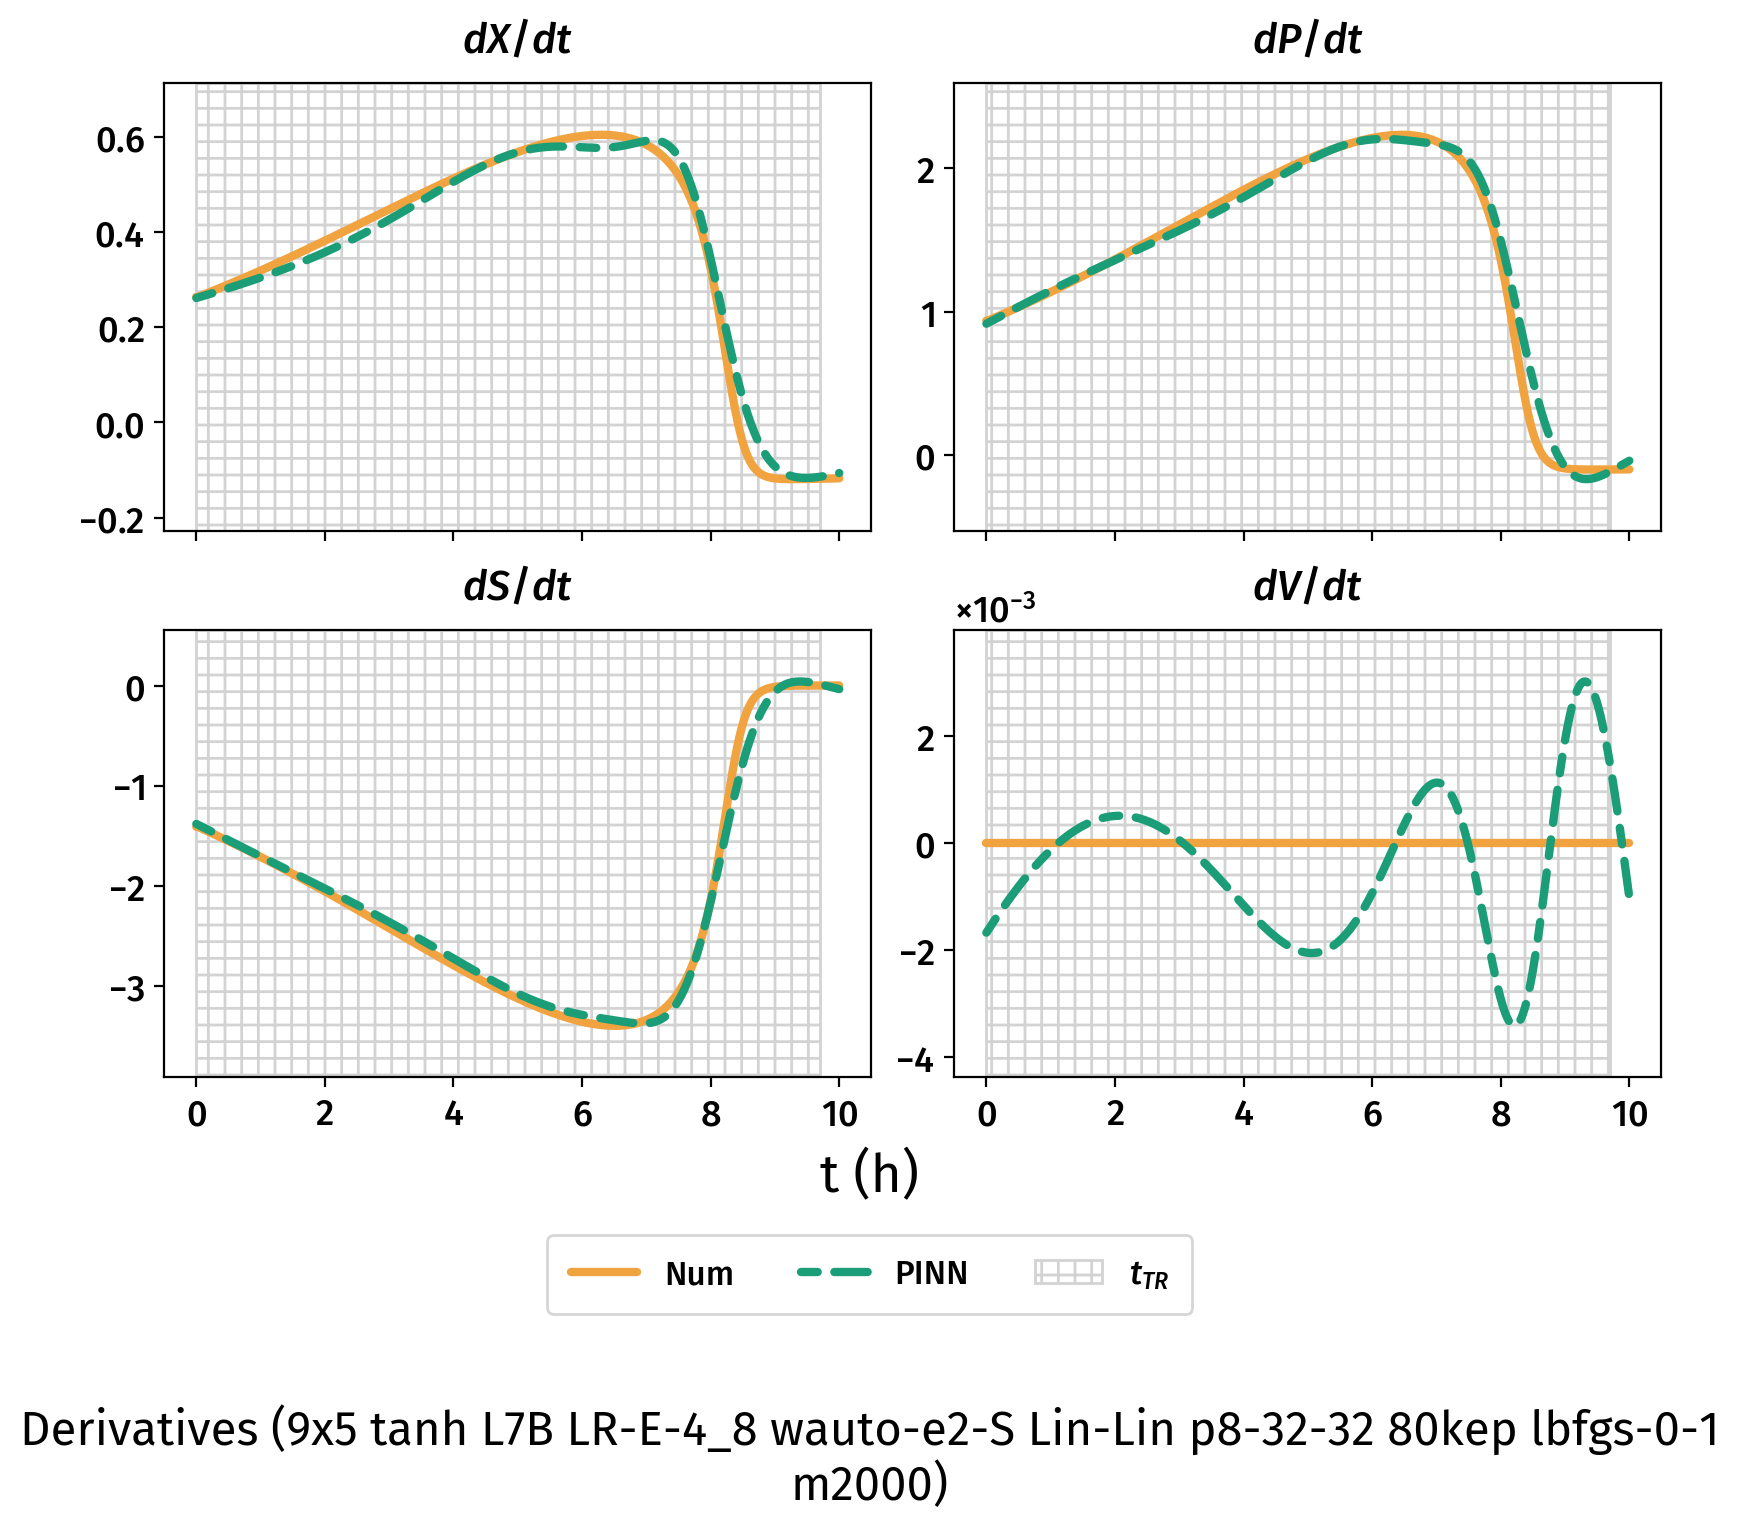 dX/dt
dP/dt
0.6
0.4
0.2
0.0
−0.2
2
1
0
dS/dt
dV/dt
×10⁻³
0
−1
−2
−3
2
0
−2
−4
0 2 4 6 8 10
0 2 4 6 8 10
t (h)
Num PINN t_TR
Derivatives (9x5 tanh L7B LR-E-4_8 wauto-e2-S Lin-Lin p8-32-32 80kep lbfgs-0-1
m2000)